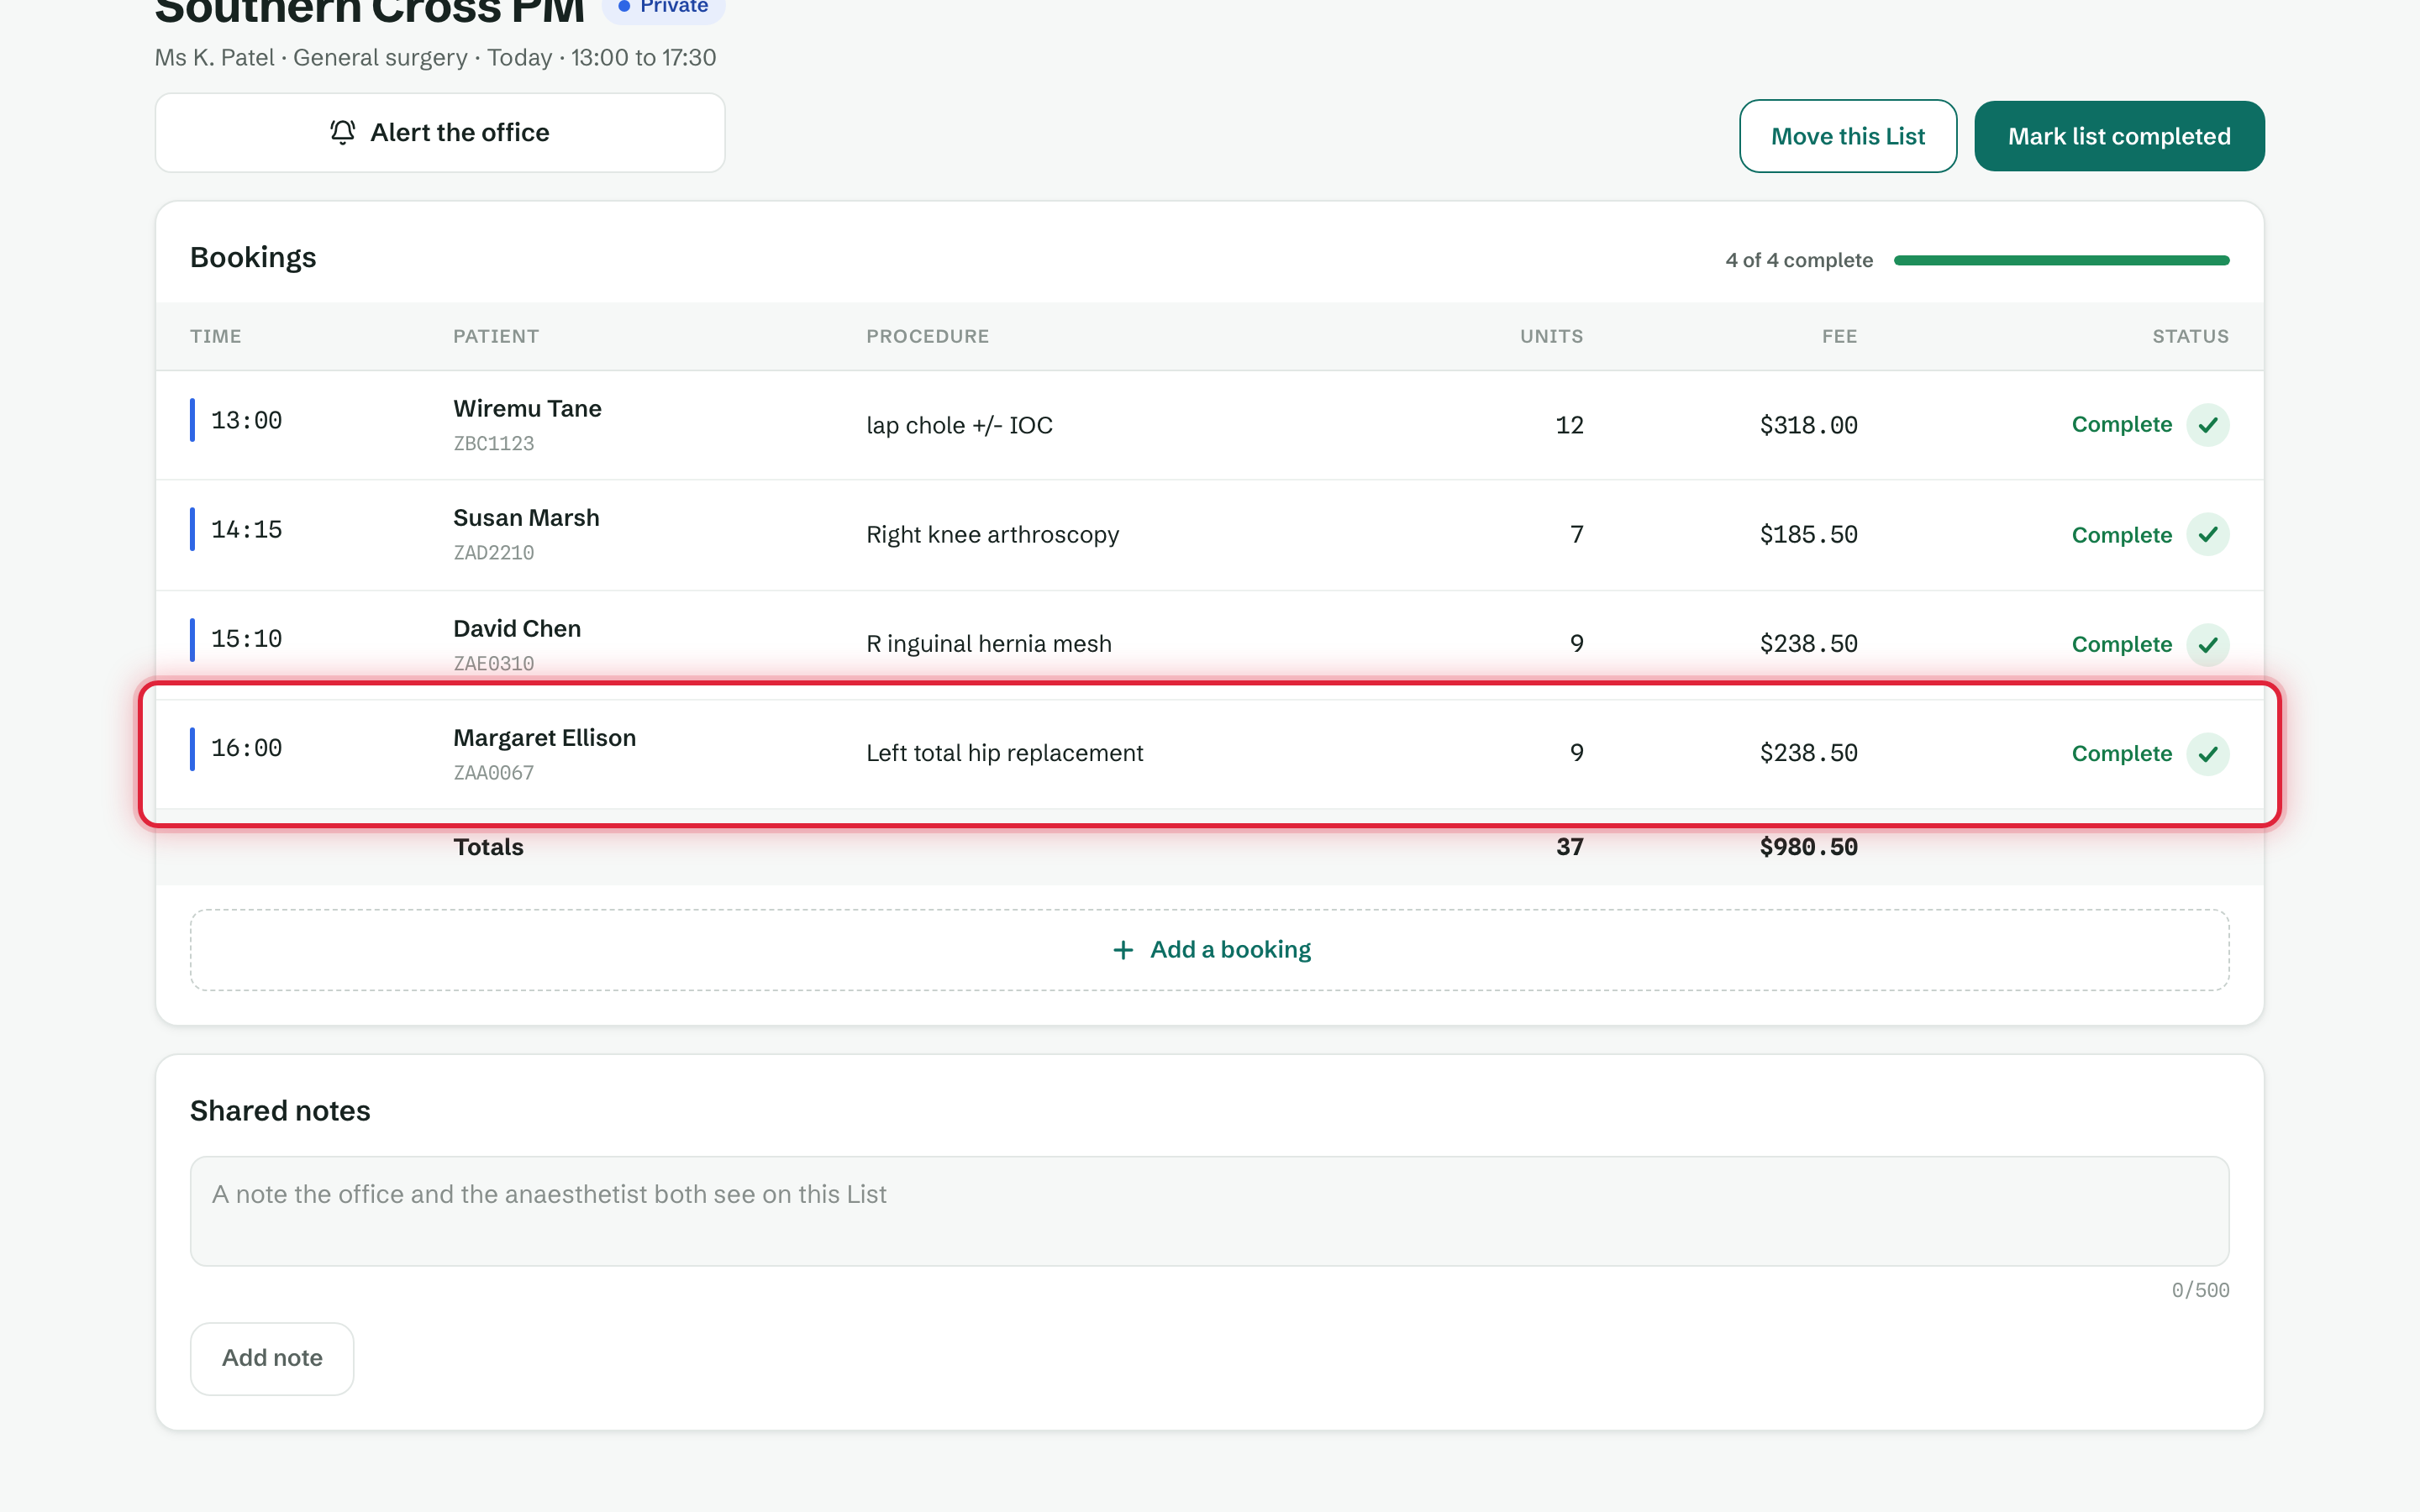 Southern Cross PM Private
Ms K. Patel · General surgery · Today · 13:00 to 17:30
Alert the office
Move this List
Mark list completed
Bookings
4 of 4 complete
TIME PATIENT PROCEDURE UNITS FEE STATUS
13:00 Wiremu Tane lap chole +/- IOC 12 $318.00 Complete
ZBC1123
14:15 Susan Marsh Right knee arthroscopy 7 $185.50 Complete
ZAD2210
15:10 David Chen R inguinal hernia mesh 9 $238.50 Complete
ZAE0310
16:00 Margaret Ellison Left total hip replacement 9 $238.50 Complete
ZAA0067
Totals 37 $980.50
+ Add a booking
Shared notes
A note the office and the anaesthetist both see on this List
0/500
Add note